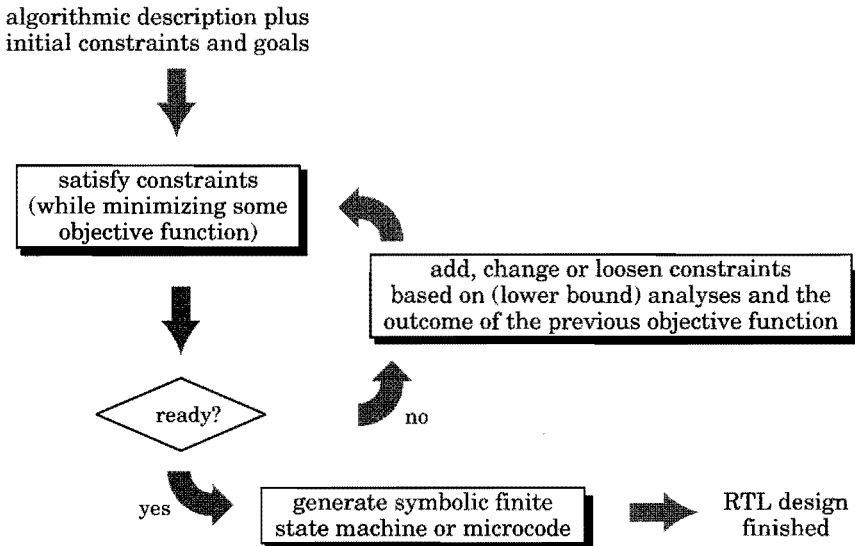 algorithmic description plus
initial constraints and goals
satisfy constraints
(while minimizing some
objective function)
add, change or loosen constraints
based on (lower bound) analyses and the
outcome of the previous objective function
ready?
no
yes
generate symbolic finite
state machine or microcode
RTL design
finished